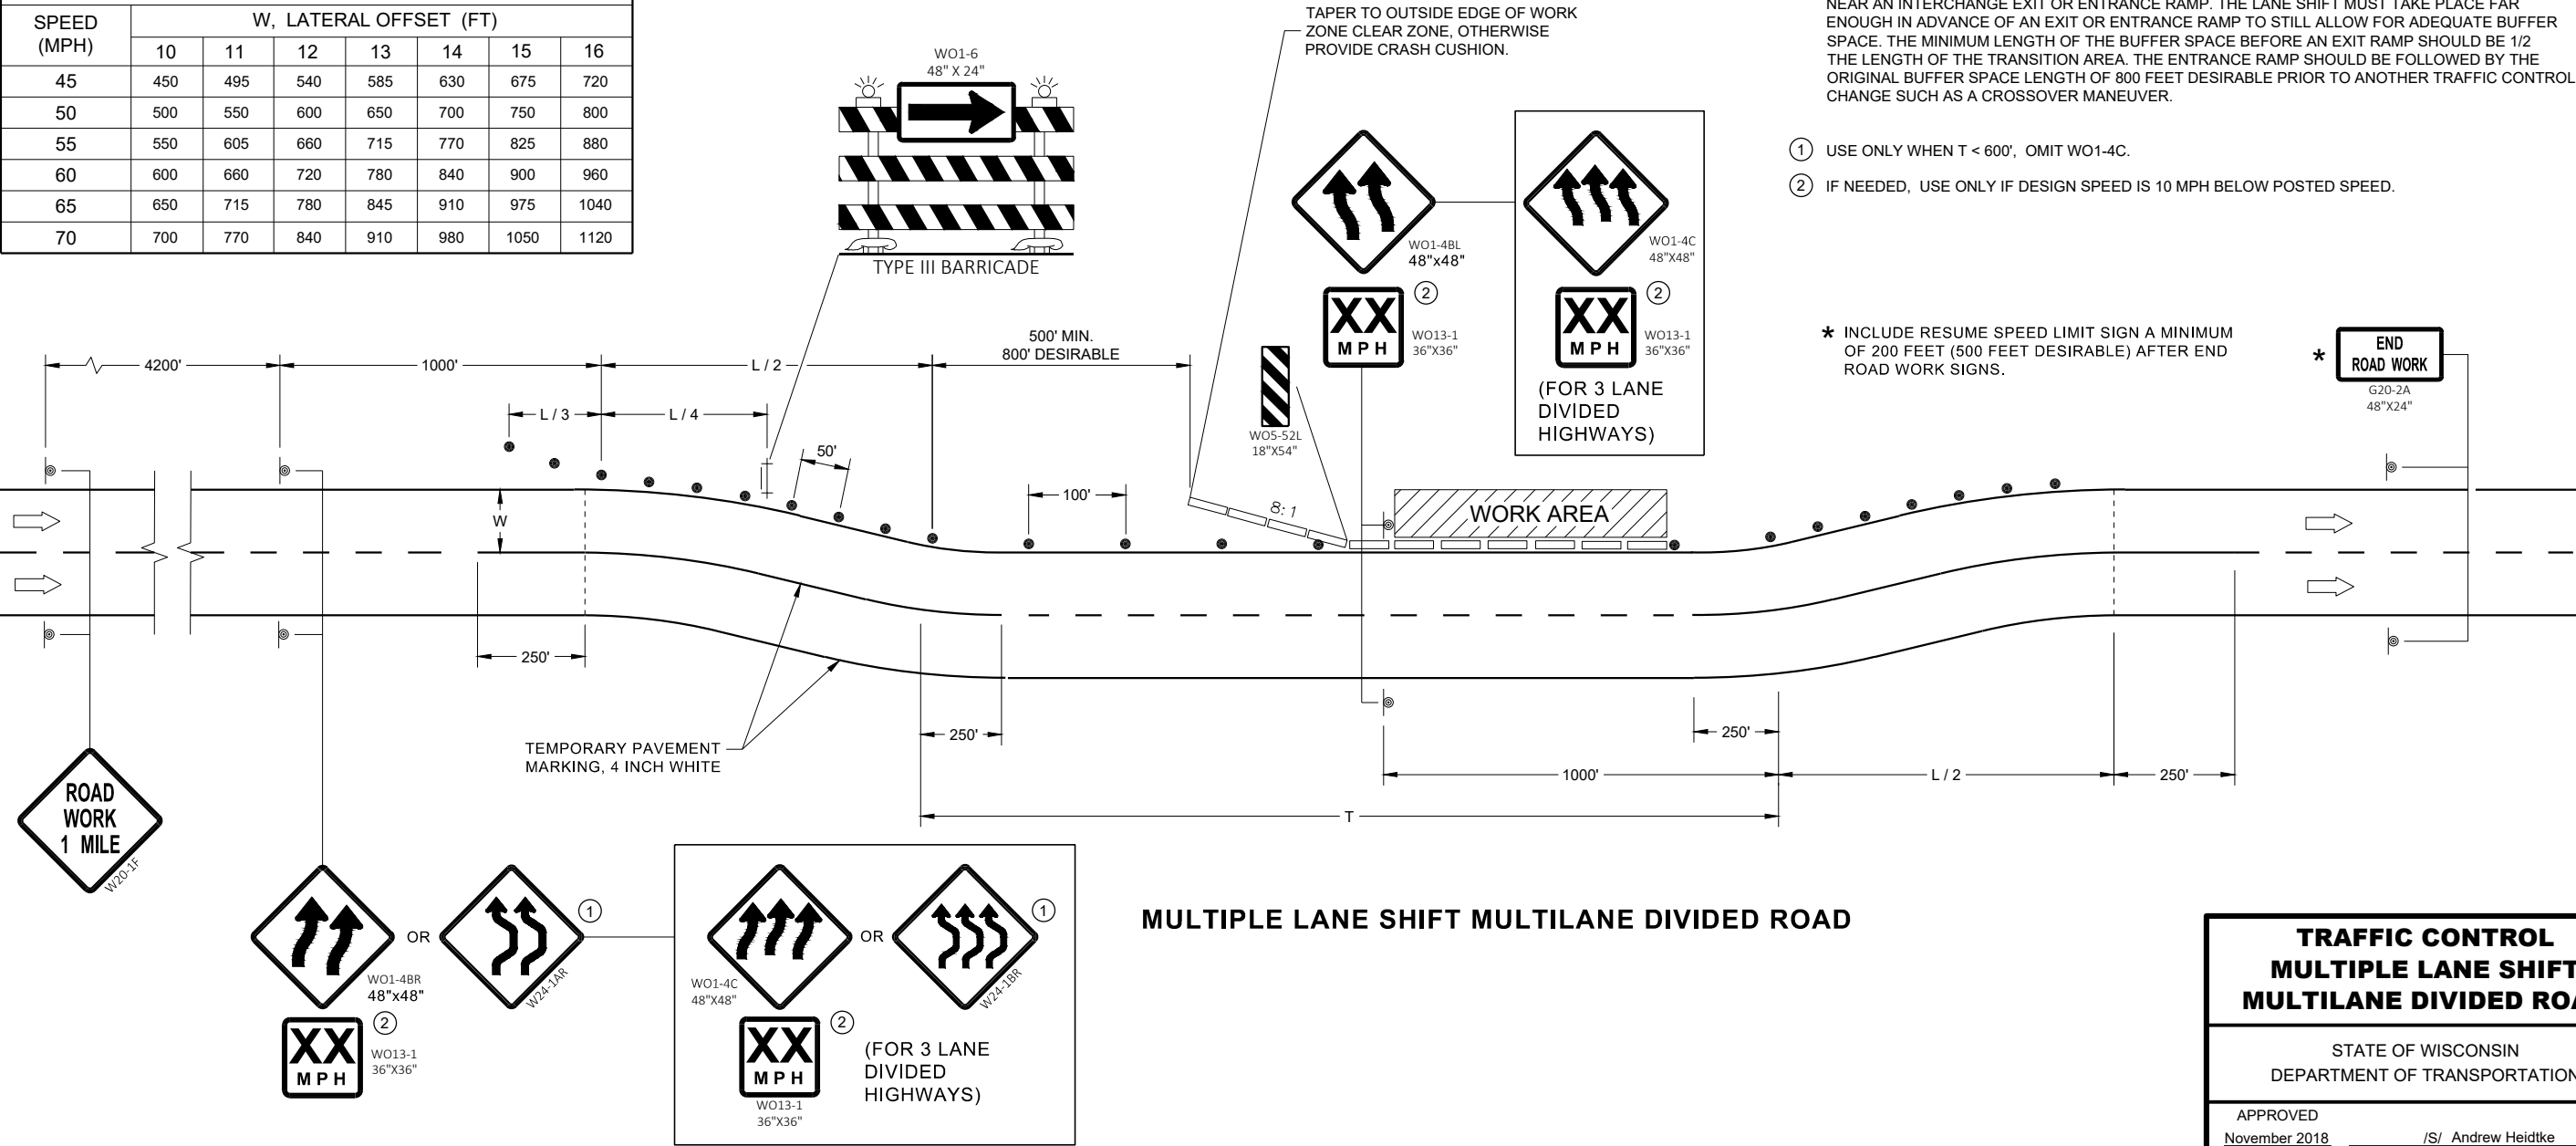 SPEED
(MPH)
W, LATERAL OFFSET (FT)
10 11 12 13 14 15 16
45 450 495 540 585 630 675 720
50 500 550 600 650 700 750 800
55 550 605 660 715 770 825 880
60 600 660 720 780 840 900 960
65 650 715 780 845 910 975 1040
70 700 770 840 910 980 1050 1120
WO1-6
48" X 24"
TYPE III BARRICADE
TAPER TO OUTSIDE EDGE OF WORK
ZONE CLEAR ZONE, OTHERWISE
PROVIDE CRASH CUSHION.
NEAR AN INTERCHANGE EXIT OR ENTRANCE RAMP. THE LANE SHIFT MUST TAKE PLACE FAR
ENOUGH IN ADVANCE OF AN EXIT OR ENTRANCE RAMP TO STILL ALLOW FOR ADEQUATE BUFFER
SPACE. THE MINIMUM LENGTH OF THE BUFFER SPACE BEFORE AN EXIT RAMP SHOULD BE 1/2
THE LENGTH OF THE TRANSITION AREA. THE ENTRANCE RAMP SHOULD BE FOLLOWED BY THE
ORIGINAL BUFFER SPACE LENGTH OF 800 FEET DESIRABLE PRIOR TO ANOTHER TRAFFIC CONTROL
CHANGE SUCH AS A CROSSOVER MANEUVER.
1 USE ONLY WHEN T < 600', OMIT WO1-4C.
2 IF NEEDED, USE ONLY IF DESIGN SPEED IS 10 MPH BELOW POSTED SPEED.
WO1-4BL
48"x48"
XX
MPH
2
WO13-1
36"X36"
WO1-4C
48"X48"
XX
MPH
2
WO13-1
36"X36"
(FOR 3 LANE
DIVIDED
HIGHWAYS)
* INCLUDE RESUME SPEED LIMIT SIGN A MINIMUM
OF 200 FEET (500 FEET DESIRABLE) AFTER END
ROAD WORK SIGNS.
*
END
ROAD WORK
G20-2A
48"X24"
4200'
1000'
L / 2
500' MIN.
800' DESIRABLE
L / 3
L / 4
50'
100'
WO5-52L
18"X54"
8:1
WORK AREA
W
250'
250'
250'
1000'
L / 2
250'
T
TEMPORARY PAVEMENT
MARKING, 4 INCH WHITE
ROAD
WORK
1 MILE
W20-1F
WO1-4BR
48"x48"
OR
W24-1AR
1
XX
MPH
2
WO13-1
36"X36"
WO1-4C
48"X48"
OR
W24-1BR
1
XX
MPH
2
WO13-1
36"X36"
(FOR 3 LANE
DIVIDED
HIGHWAYS)
MULTIPLE LANE SHIFT MULTILANE DIVIDED ROAD
TRAFFIC CONTROL
MULTIPLE LANE SHIFT
MULTILANE DIVIDED
STATE OF WISCONSIN
DEPARTMENT OF TRANSPORTATION
APPROVED
November 2018 /S/ Andrew Heidtke